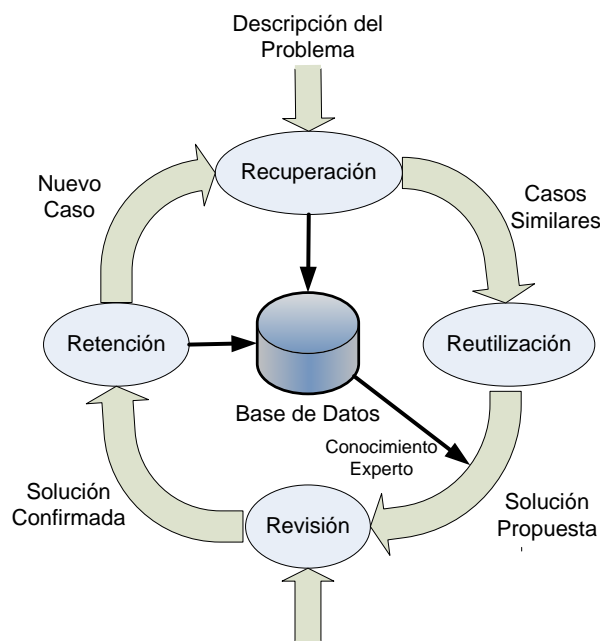 Descripción del
Problema
Recuperación
Nuevo
Caso
Casos
Similares
Retención
Reutilización
Base de Datos
Conocimiento
Experto
Solución
Confirmada
Revisión
Solución
Propuesta